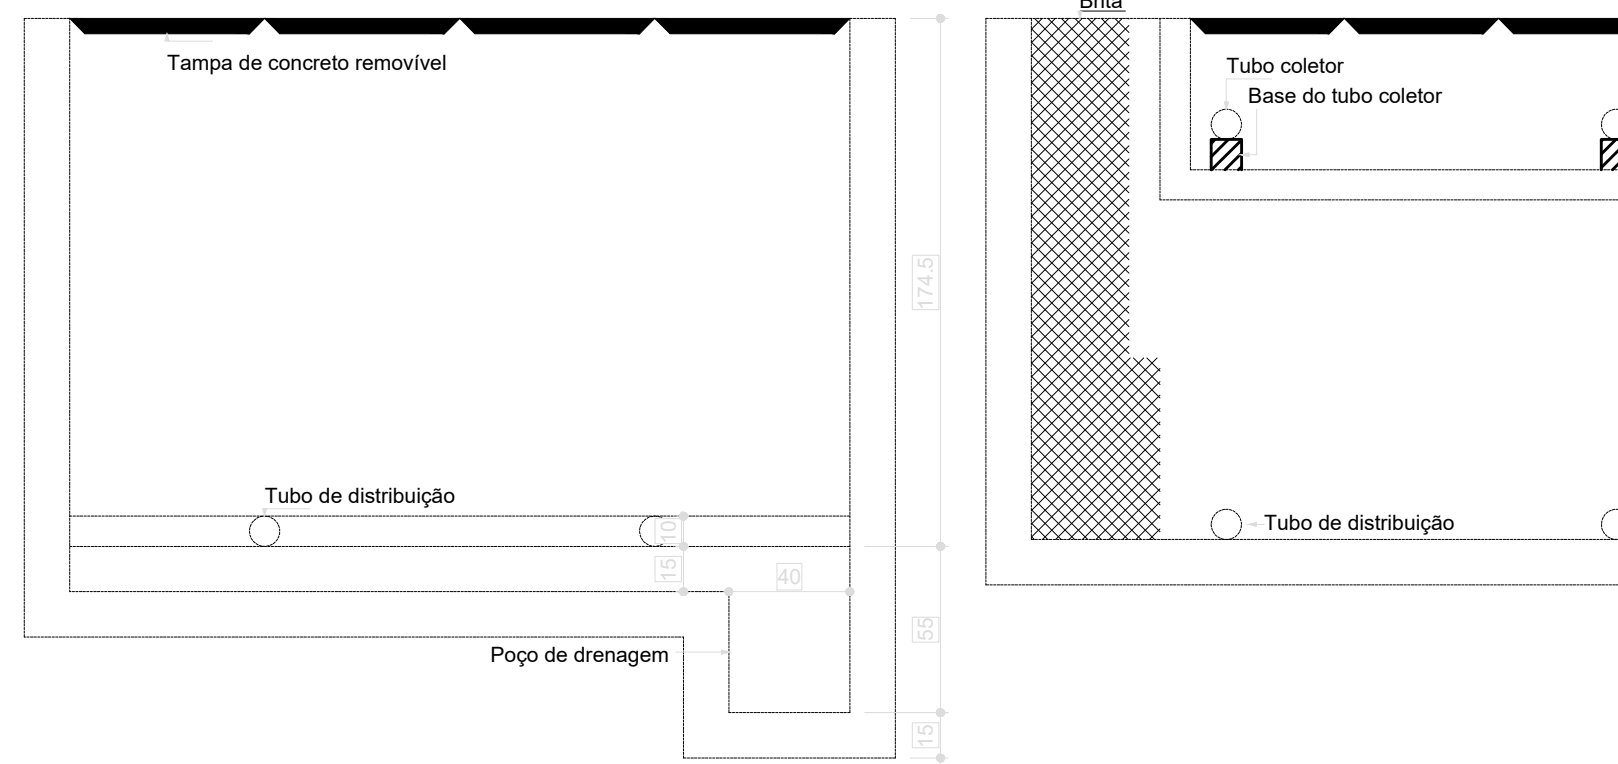 Brita
Tampa de concreto removível
Tubo coletor
Base do tubo coletor
174.5
Tubo de distribuição
10
15
40
Tubo de distribuição
55
Poço de drenagem
15